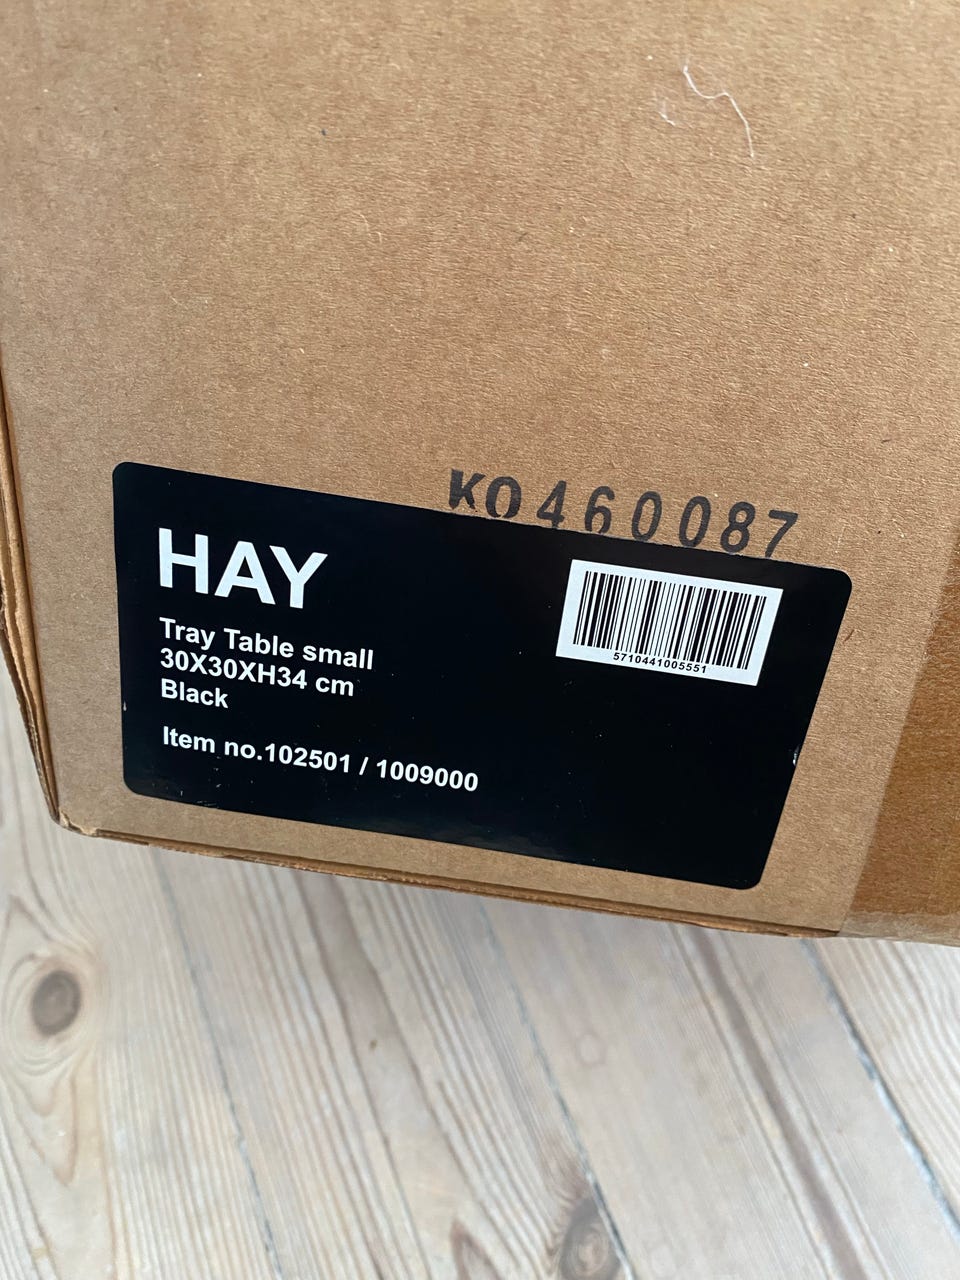 KO460087
HAY
Tray Table small
30X30XH34 cm
Black
Item no.102501 / 1009000
5710441005551